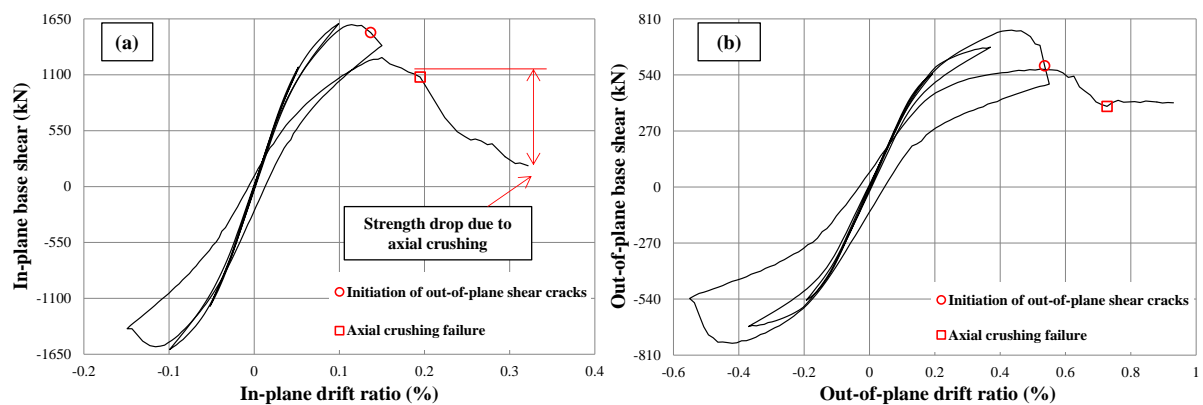 (a)
In-plane base shear (kN)
1650
1100
550
0
-550
-1100
-1650
Strength drop due to
axial crushing
Initiation of out-of-plane shear cracks
Axial crushing failure
-0.2
-0.1
0
0.1
0.2
0.3
0.4
In-plane drift ratio (%)
(b)
Out-of-plane base shear (kN)
810
540
270
0
-270
-540
-810
Initiation of out-of-plane shear cracks
Axial crushing failure
-0.6
-0.4
-0.2
0
0.2
0.4
0.6
0.8
1
Out-of-plane drift ratio (%)